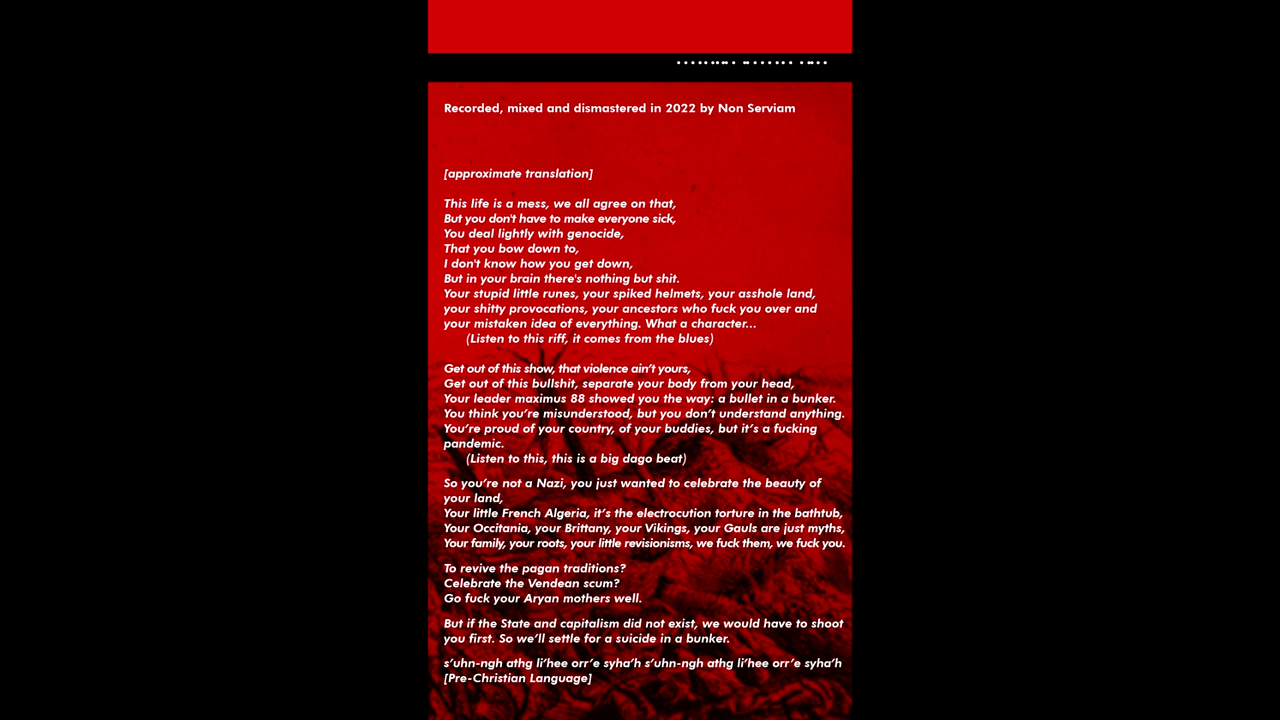 Recorded, mixed and dismastered in 2022 by Non Serviam
[approximate translation]
This life is a mess, we all agree on that,
But you don't have to make everyone sick,
You deal lightly with genocide,
That you bow down to,
I don't know how you get down,
But in your brain there's nothing but shit.
Your stupid little runes, your spiked helmets, your asshole land,
your shitty provocations, your ancestors who fuck you over and
your mistaken idea of everything. What a character...
(Listen to this riff, it comes from the blues)
Get out of this show, that violence ain’t yours,
Get out of this bullshit, separate your body from your head,
Your leader maximus 88 showed you the way: a bullet in a bunker.
You think you’re misunderstood, but you don’t understand anything.
You’re proud of your country, of your buddies, but it’s a fucking
pandemic.
(Listen to this, this is a big dago beat)
So you’re not a Nazi, you just wanted to celebrate the beauty of
your land,
Your little French Algeria, it’s the electrocution torture in the bathtub,
Your Occitania, your Brittany, your Vikings, your Gauls are just myths,
Your family, your roots, your little revisionisms, we fuck them, we fuck you.
To revive the pagan traditions?
Celebrate the Vendean scum?
Go fuck your Aryan mothers well.
But if the State and capitalism did not exist, we would have to shoot
you first. So we’ll settle for a suicide in a bunker.
s’uhn-ngh athg li’hee orr’e syha’h s’uhn-ngh athg li’hee orr’e syha’h
[Pre-Christian Language]